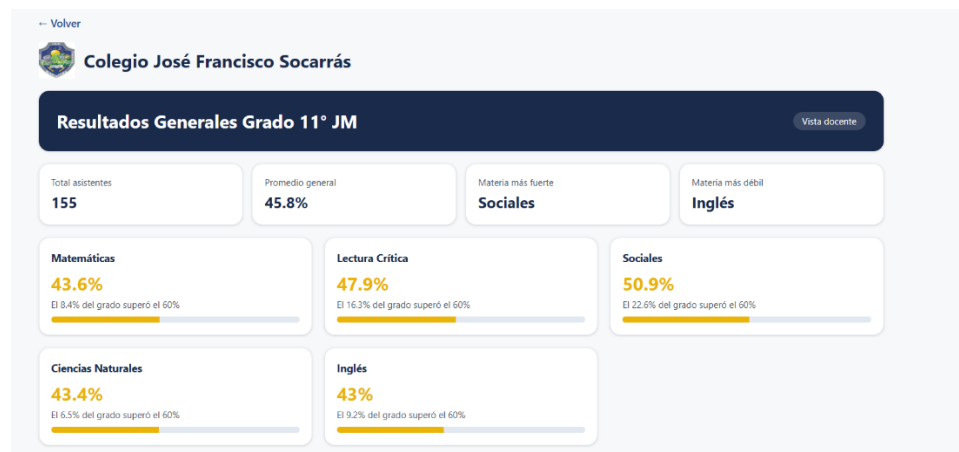 ← Volver
Colegio José Francisco Socarrás
Resultados Generales Grado 11° JM
Vista docente
Total asistentes
155
Promedio general
45.8%
Materia más fuerte
Sociales
Materia más débil
Inglés
Matemáticas
43.6%
El 8.4% del grado superó el 60%
Lectura Crítica
47.9%
El 16.3% del grado superó el 60%
Sociales
50.9%
El 22.6% del grado superó el 60%
Ciencias Naturales
43.4%
El 6.5% del grado superó el 60%
Inglés
43%
El 9.2% del grado superó el 60%